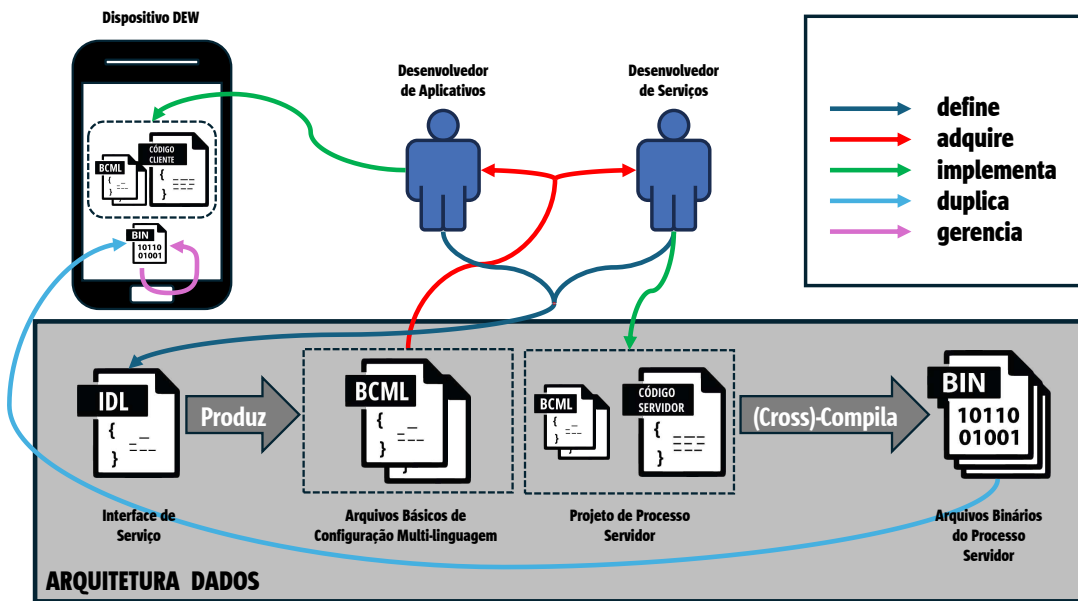 Dispositivo DEW
Desenvolvedor
de Aplicativos
Desenvolvedor
de Serviços
define
adquire
implementa
duplica
gerencia
CÓDIGO
CLIENTE
{
}
BCML
{
}
BIN
10110
01001
IDL
{
}
Produz
BCML
{
}
BCML
{
}
CÓDIGO
SERVIDOR
{
}
(Cross)-Compila
BIN
10110
01001
Interface de
Serviço
Arquivos Básicos de
Configuração Multi-linguagem
Projeto de Processo
Servidor
Arquivos Binários
do Processo
Servidor
ARQUITETURA DADOS